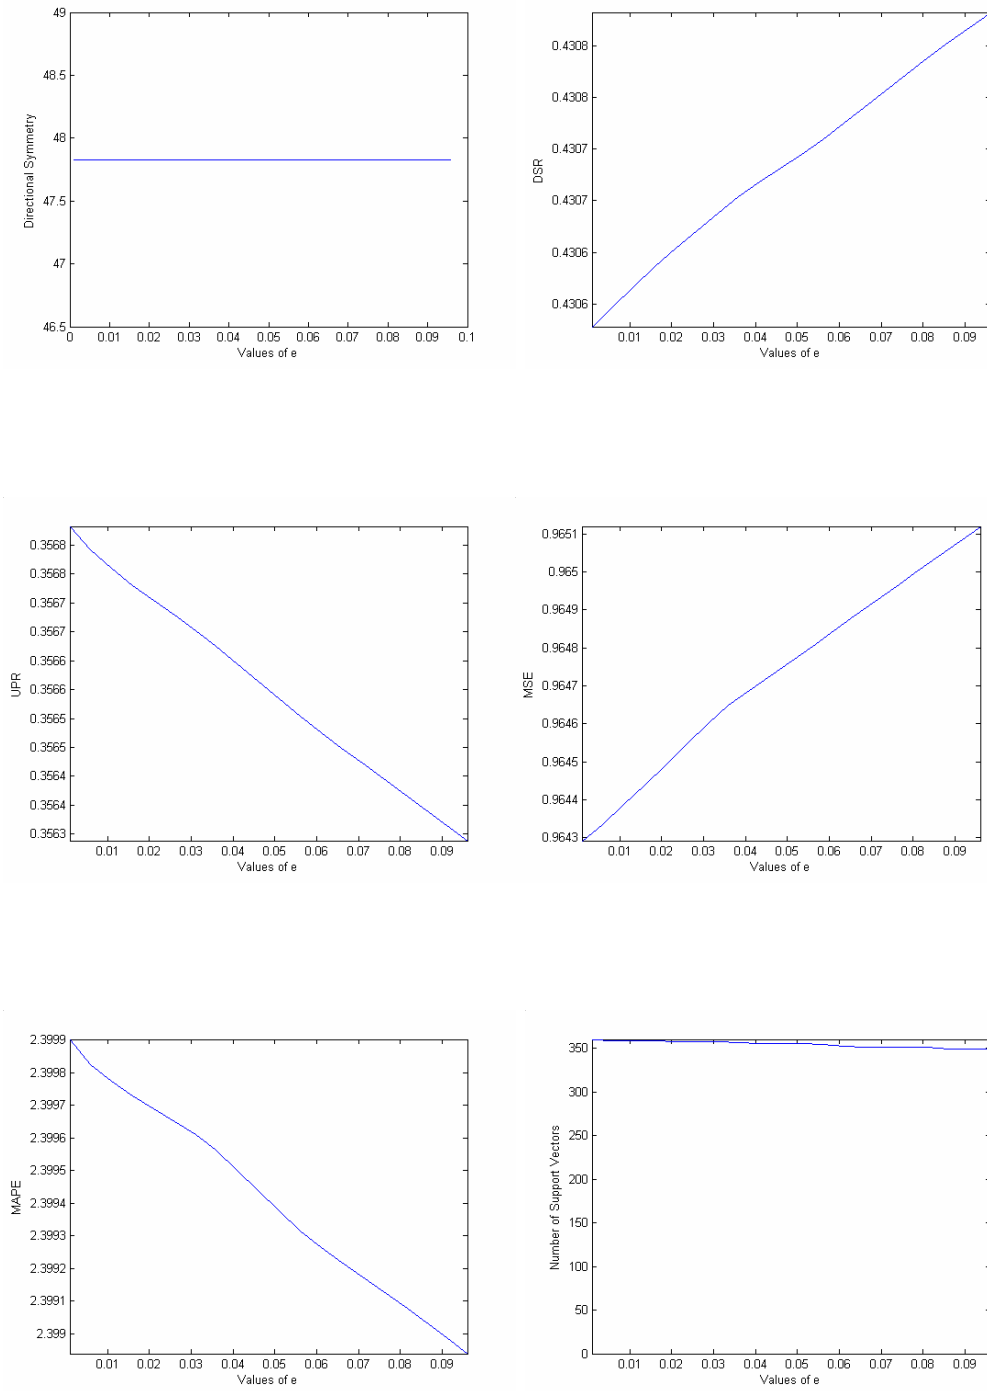 49
48.5
48
47.5
47
46.5
Directional Symmetry
0 0.01 0.02 0.03 0.04 0.05 0.06 0.07 0.08 0.09 0.1
Values of e
0.4308
0.4308
0.4307
0.4307
0.4306
0.4306
DSR
0.01 0.02 0.03 0.04 0.05 0.06 0.07 0.08 0.09
Values of e
0.3568
0.3568
0.3567
0.3567
0.3566
0.3566
0.3565
0.3565
0.3564
0.3564
0.3563
UPR
0.01 0.02 0.03 0.04 0.05 0.06 0.07 0.08 0.09
Values of e
0.9651
0.965
0.9649
0.9648
0.9647
0.9646
0.9645
0.9644
0.9643
MSE
0.01 0.02 0.03 0.04 0.05 0.06 0.07 0.08 0.09
Values of e
2.3999
2.3998
2.3997
2.3996
2.3995
2.3994
2.3993
2.3992
2.3991
2.399
MAPE
0.01 0.02 0.03 0.04 0.05 0.06 0.07 0.08 0.09
Values of e
350
300
250
200
150
100
50
0
Number of Support Vectors
0.01 0.02 0.03 0.04 0.05 0.06 0.07 0.08 0.09
Values of e